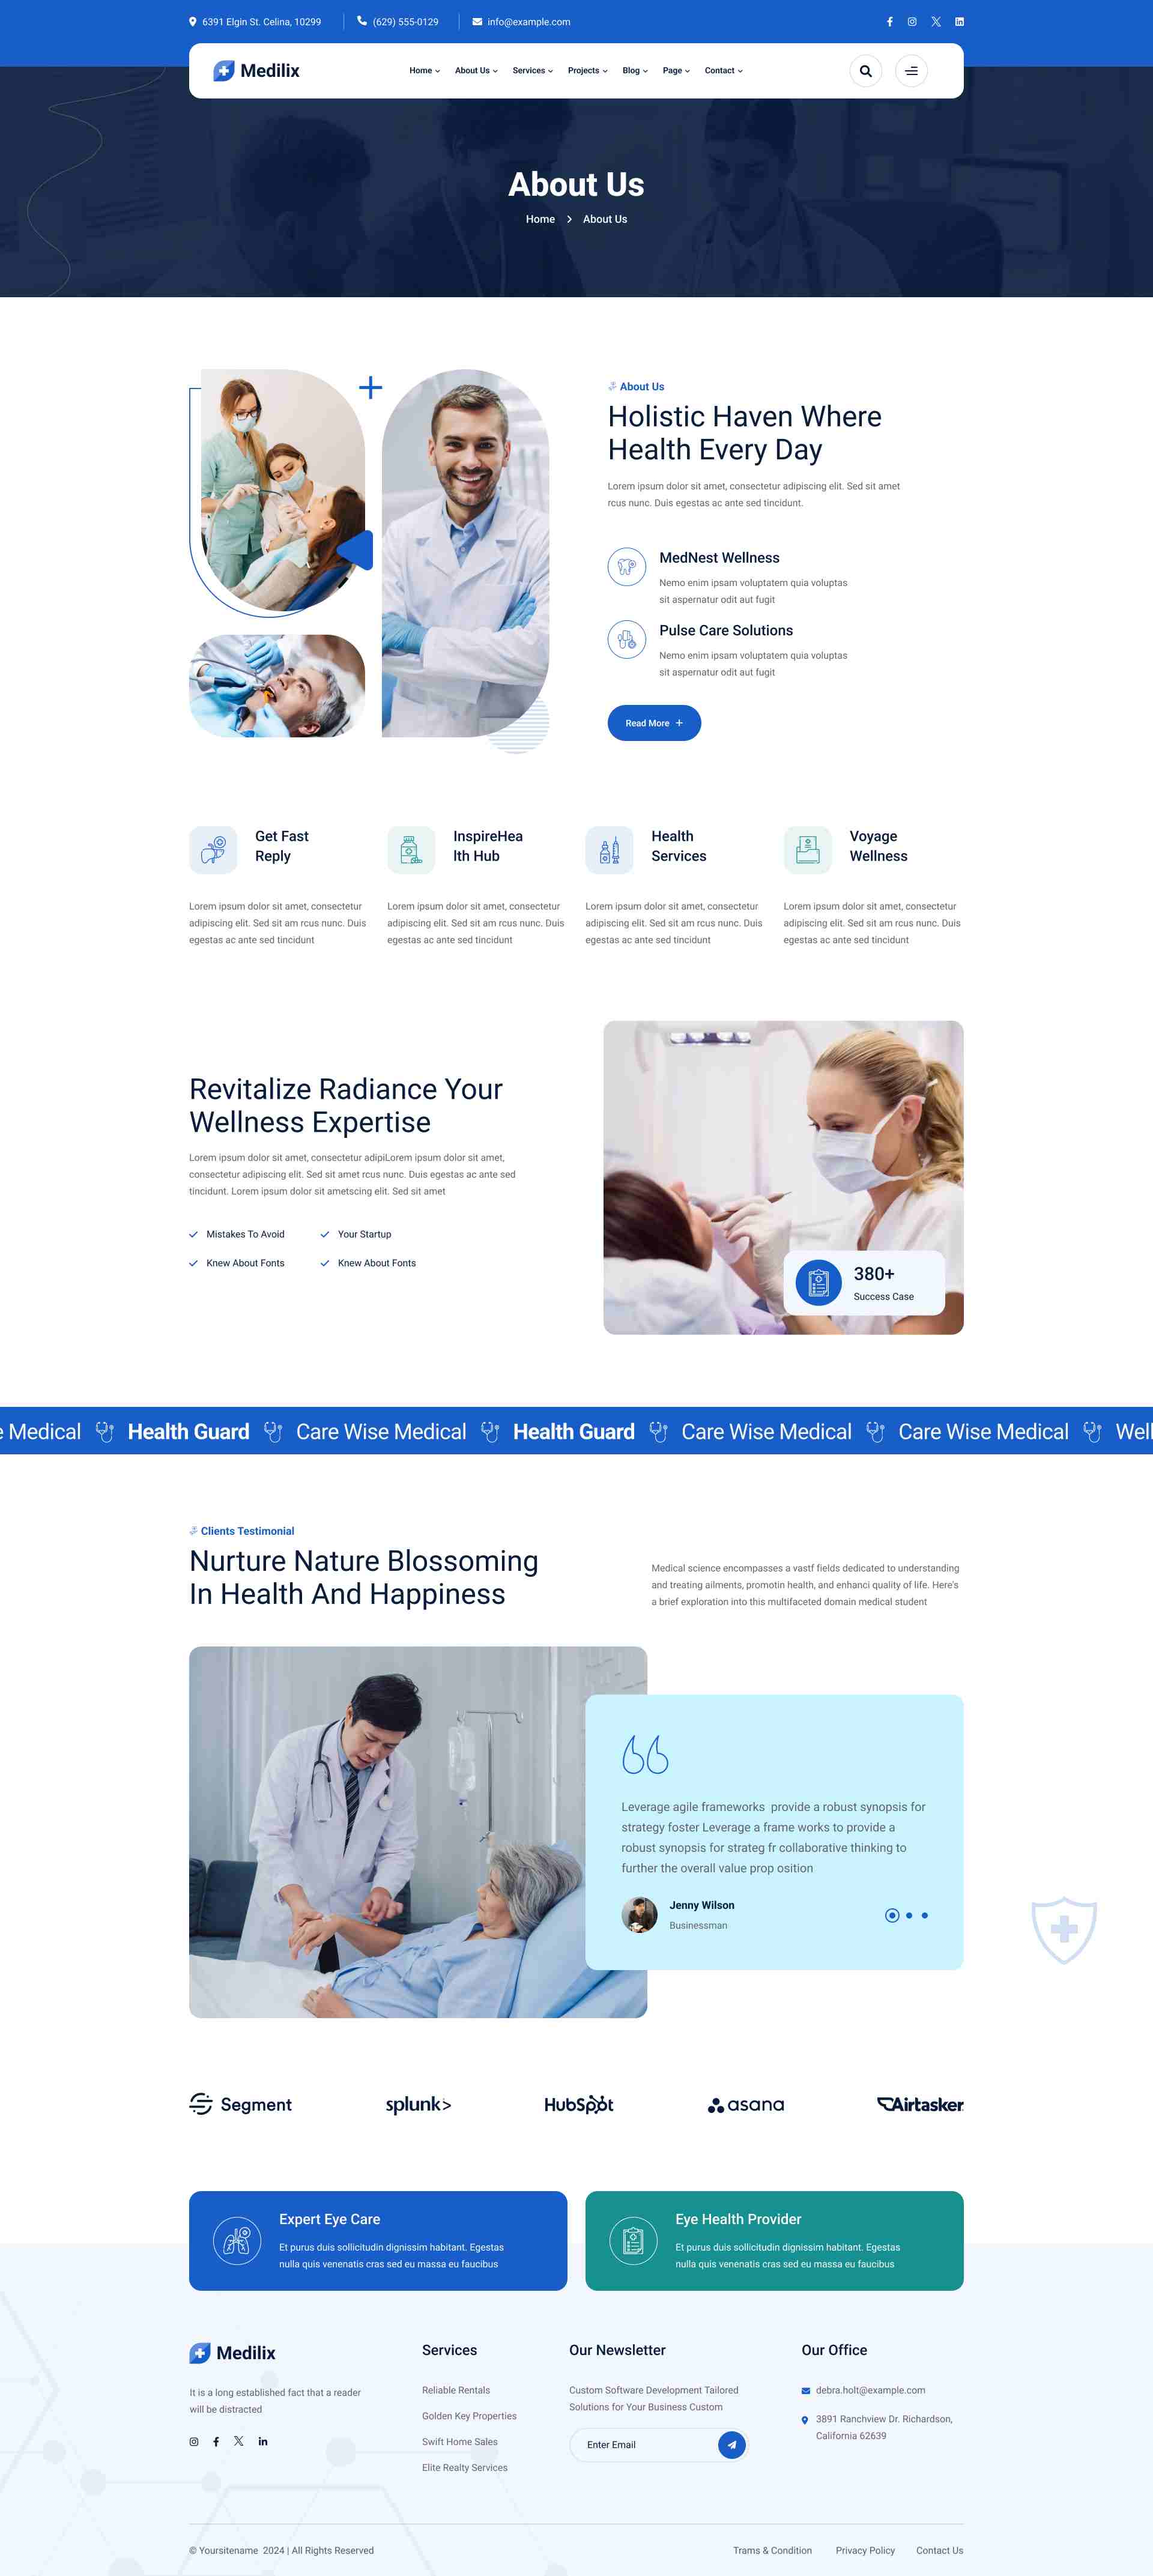 6391 Elgin St. Celina, 10299
(629) 555-0129
info@example.com
Medilix
Home
About Us
Services
Projects
Blog
Page
Contact
About Us
Home > About Us
About Us
Holistic Haven Where
Health Every Day
Lorem ipsum dolor sit amet, consectetur adipiscing elit. Sed sit amet
rcus nunc. Duis egestas ac ante sed tincidunt.
MedNest Wellness
Nemo enim ipsam voluptatem quia voluptas
sit aspernatur odit aut fugit
Pulse Care Solutions
Nemo enim ipsam voluptatem quia voluptas
sit aspernatur odit aut fugit
Read More +
Get Fast
Reply
Lorem ipsum dolor sit amet, consectetur
adipiscing elit. Sed sit am rcus nunc. Duis
egestas ac ante sed tincidunt
InspireHea
lth Hub
Lorem ipsum dolor sit amet, consectetur
adipiscing elit. Sed sit am rcus nunc. Duis
egestas ac ante sed tincidunt
Health
Services
Lorem ipsum dolor sit amet, consectetur
adipiscing elit. Sed sit am rcus nunc. Duis
egestas ac ante sed tincidunt
Voyage
Wellness
Lorem ipsum dolor sit amet, consectetur
adipiscing elit. Sed sit am rcus nunc. Duis
egestas ac ante sed tincidunt
Revitalize Radiance Your
Wellness Expertise
Lorem ipsum dolor sit amet, consectetur adipiLorem ipsum dolor sit amet,
consectetur adipiscing elit. Sed sit amet rcus nunc. Duis egestas ac ante sed
tincidunt. Lorem ipsum dolor sit ametscing elit. Sed sit amet
Mistakes To Avoid
Your Startup
Knew About Fonts
Knew About Fonts
380+
Success Case
e Medical Health Guard Care Wise Medical Health Guard Care Wise Medical Care Wise Medical Well
Clients Testimonial
Nurture Nature Blossoming
In Health And Happiness
Medical science encompasses a vastf fields dedicated to understanding
and treating ailments, promotin health, and enhanci quality of life. Here's
a brief exploration into this multifaceted domain medical student
Leverage agile frameworks provide a robust synopsis for
strategy foster Leverage a frame works to provide a
robust synopsis for strateg fr collaborative thinking to
further the overall value prop osition
Jenny Wilson
Businessman
Segment
splunk>
HubSpot
asana
Airtasker
Expert Eye Care
Et purus duis sollicitudin dignissim habitant. Egestas
nulla quis venenatis cras sed eu massa eu faucibus
Eye Health Provider
Et purus duis sollicitudin dignissim habitant. Egestas
nulla quis venenatis cras sed eu massa eu faucibus
Medilix
It is a long established fact that a reader
will be distracted
Services
Reliable Rentals
Golden Key Properties
Swift Home Sales
Elite Realty Services
Our Newsletter
Custom Software Development Tailored
Solutions for Your Business Custom
Enter Email
Our Office
debra.holt@example.com
3891 Ranchview Dr. Richardson,
California 62639
© Yoursitename 2024 | All Rights Reserved
Trams & Condition
Privacy Policy
Contact Us